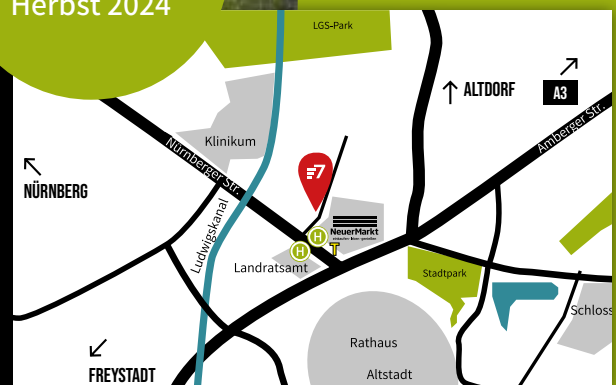 Herbst 2024
LGS-Park
ALTDORF
A3
Amberger Str.
Klinikum
Nürnberger Str.
NÜRNBERG
7
Ludwigskanal
NeuerMarkt
H
H
T
Landratsamt
Stadtpark
Schloss
Rathaus
FREYSTADT
Altstadt